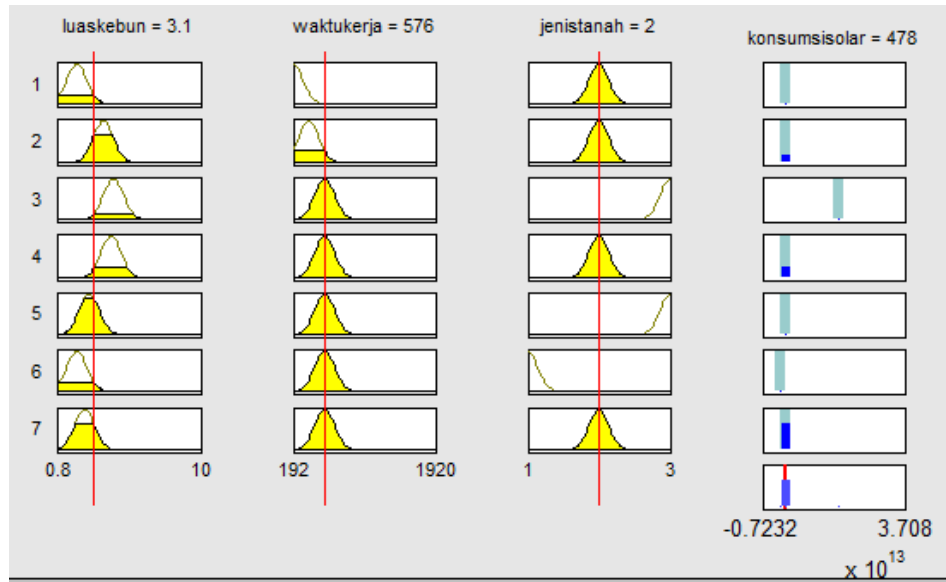 luaskebun = 3.1
waktukerja = 576
jenistanah = 2
konsumsisolar = 478
1
2
3
4
5
6
7
0.8 10
192 1920
1 3
-0.7232 3.708
x 10^13